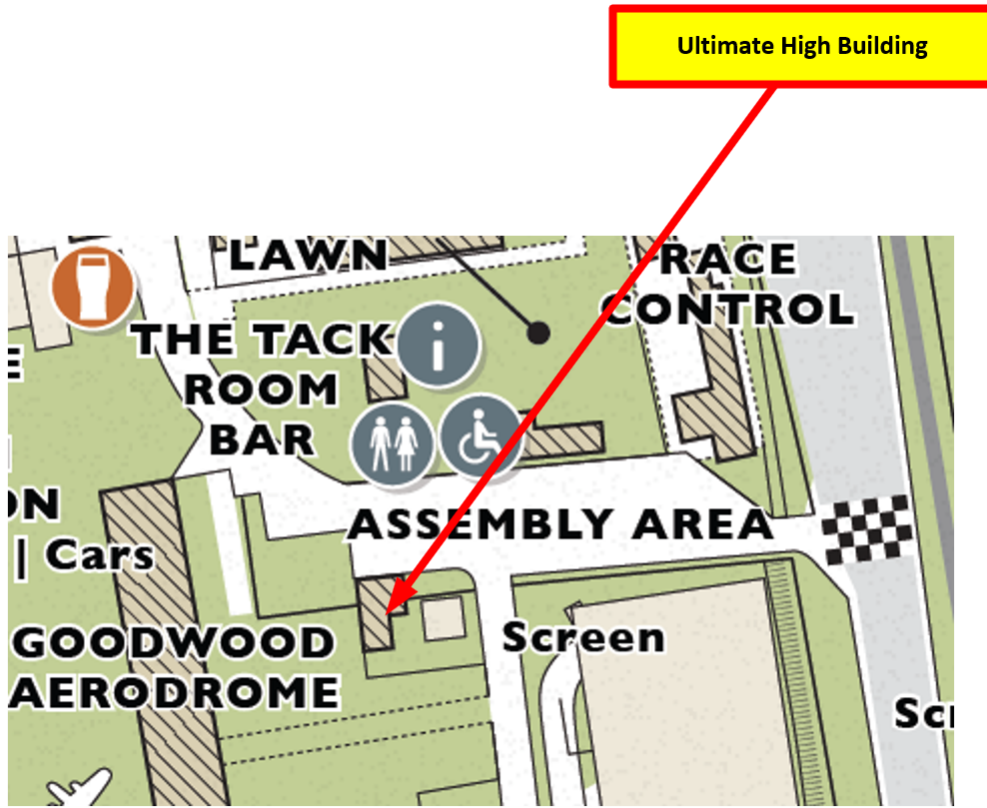 Ultimate High Building
LAWN
RACE
CONTROL
THE TACK
ROOM
BAR
i
ASSEMBLY AREA
| Cars
GOODWOOD
AERODROME
Screen